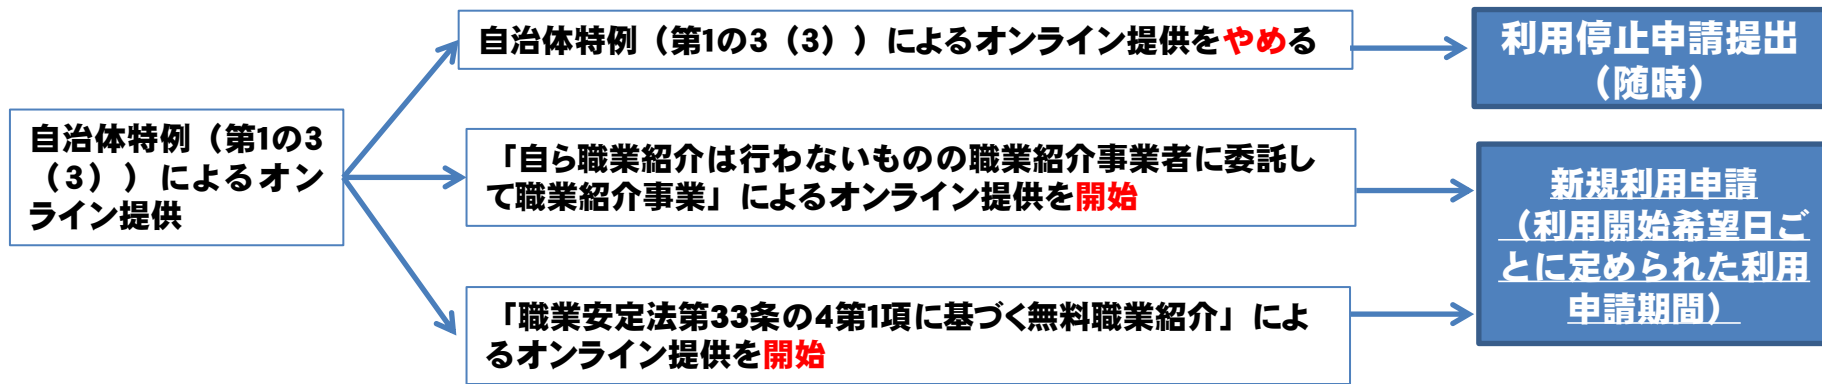 自治体特例（第1の3
（3））によるオン
ライン提供
自治体特例（第1の3（3））によるオンライン提供をやめる
利用停止申請提出
（随時）
「自ら職業紹介は行わないものの職業紹介事業者に委託し
て職業紹介事業」によるオンライン提供を開始
「職業安定法第33条の4第1項に基づく無料職業紹介」によ
るオンライン提供を開始
新規利用申請
（利用開始希望日ご
とに定められた利用
申請期間）